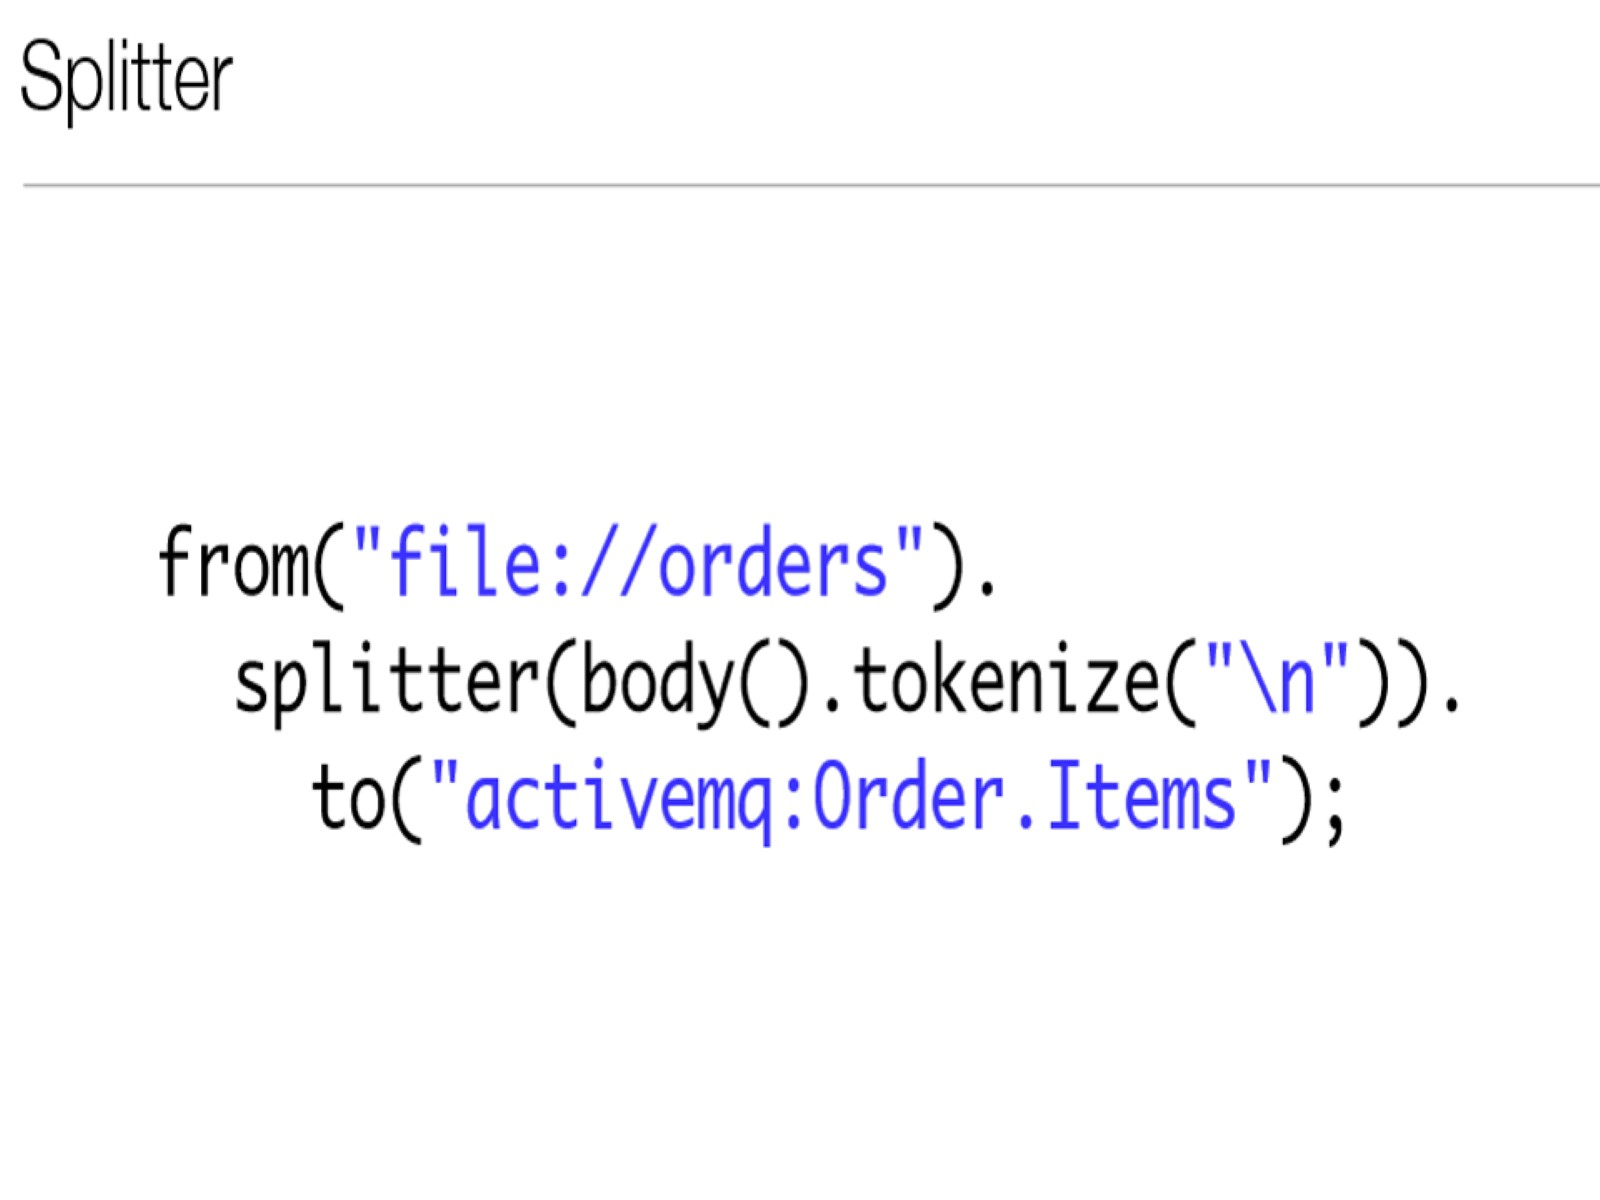 Splitter
from("file://orders").
splitter(body().tokenize("\n")).
to("activemq:Order.Items");